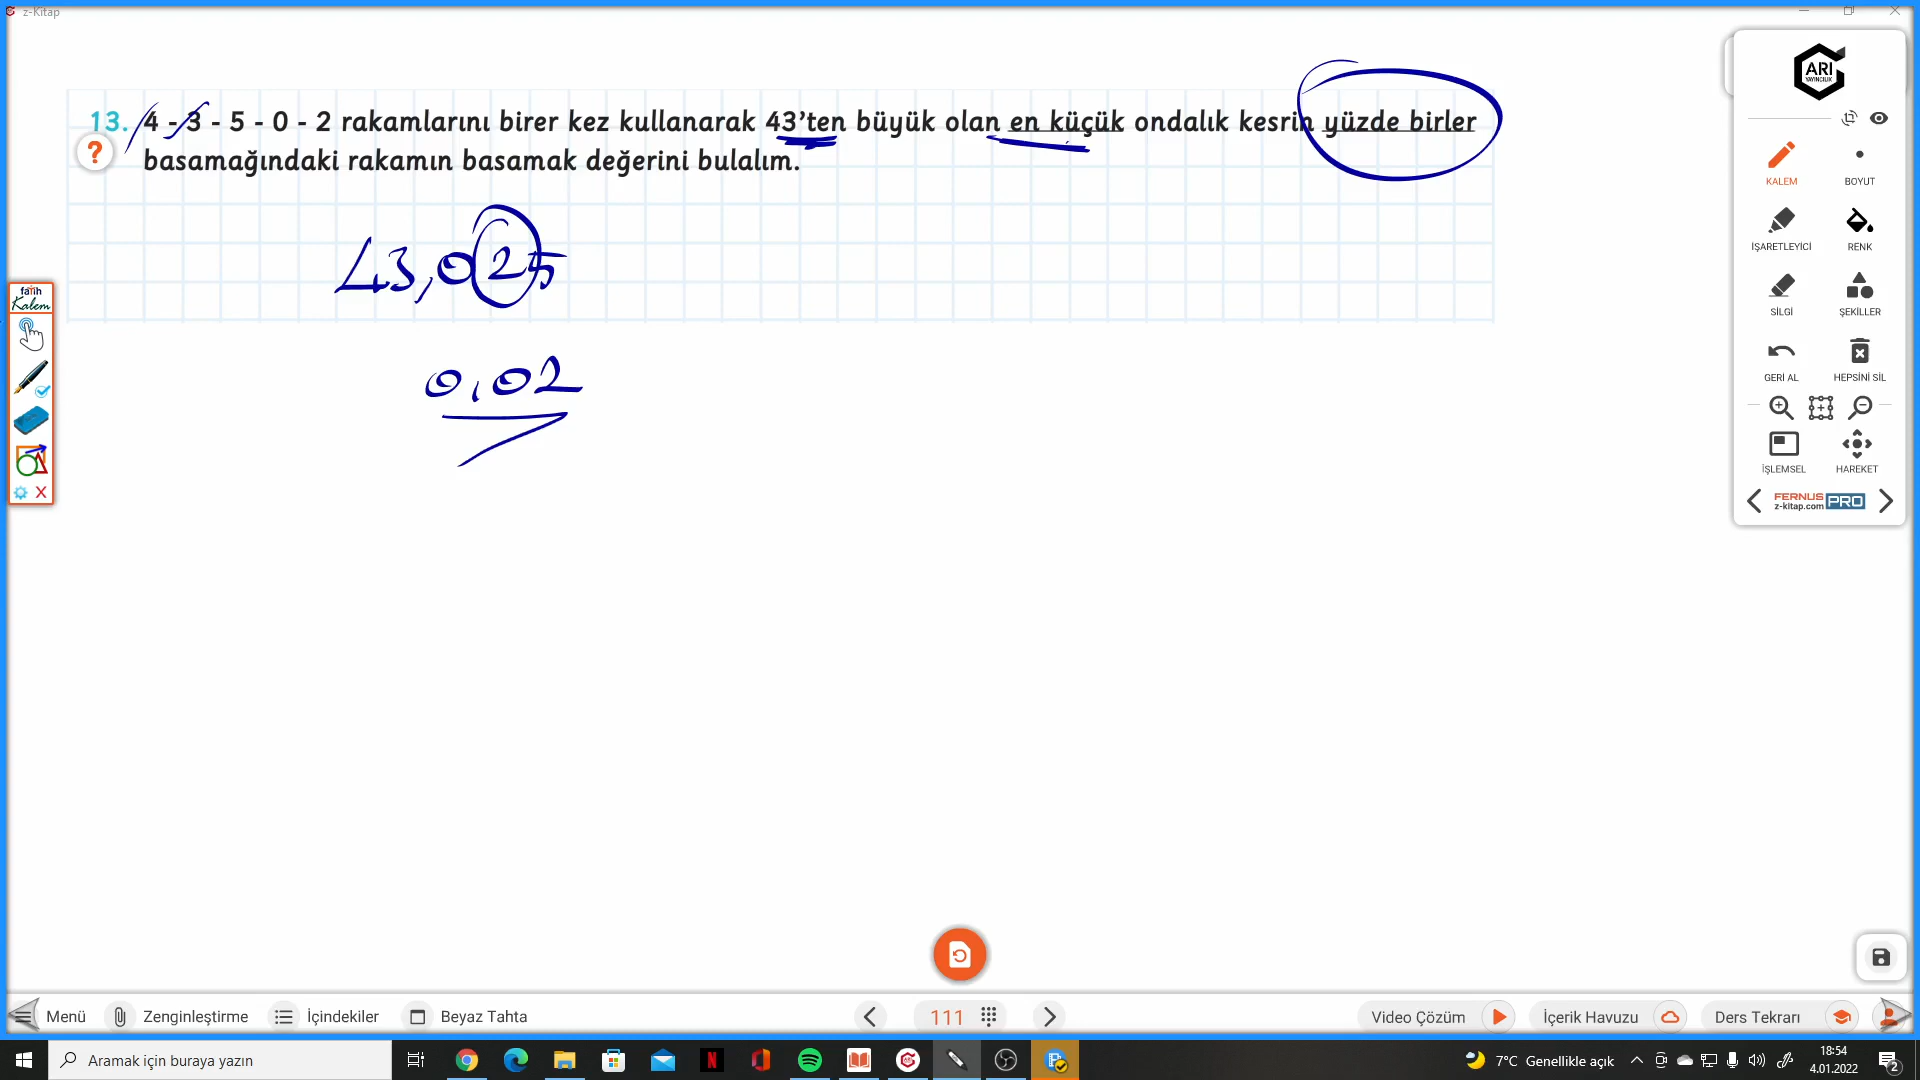 z-Kitap
13. 4 - 3 - 5 - 0 - 2 rakamlarını birer kez kullanarak 43'ten büyük olan en küçük ondalık kesrin yüzde birler
? basamağındaki rakamın basamak değerini bulalım.
43,025
0,02
fatih
Kalem
X
ARI
YAYINCILIK
KALEM
BOYUT
İŞARETLEYİCİ
RENK
SİLGİ
ŞEKİLLER
GERİ AL
HEPSİNİ SİL
İŞLEMSEL
HAREKET
FERNUS PRO
z-kitap.com
Menü
Zenginleştirme
İçindekiler
Beyaz Tahta
111
Video Çözüm
İçerik Havuzu
Ders Tekrarı
Aramak için buraya yazın
7°C Genellikle açık
18:54
4.01.2022
2